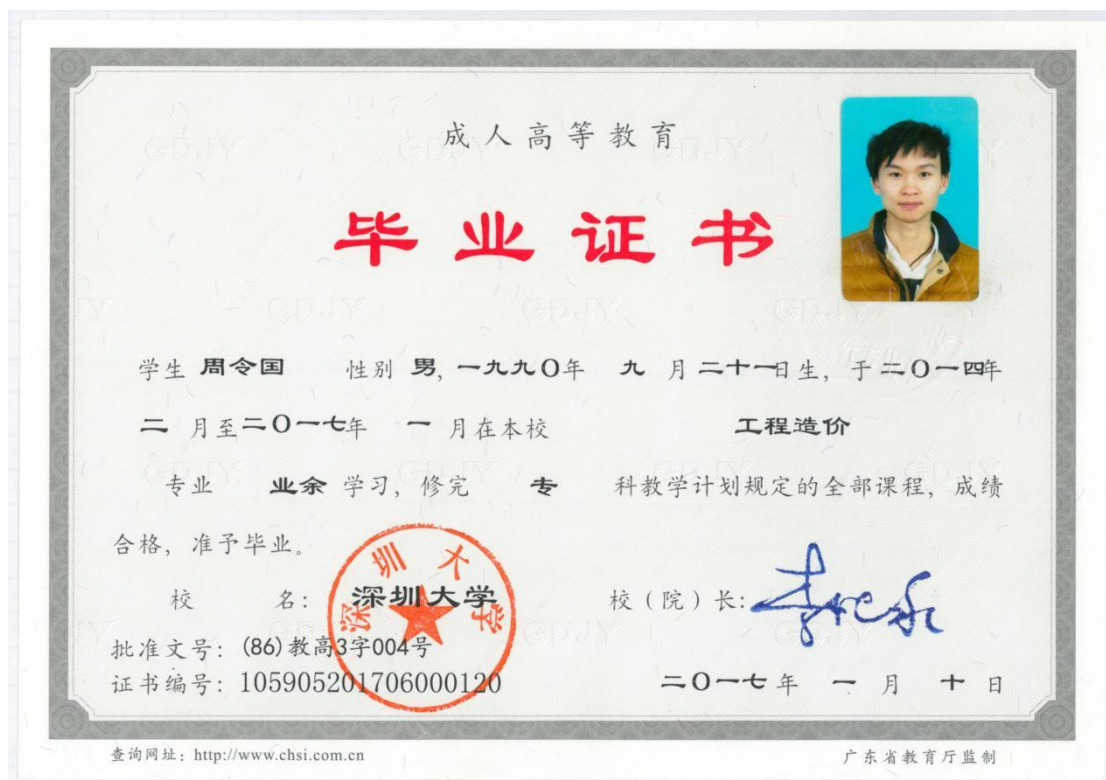 成人高等教育
毕业证书
学生 周令国 性别 男，一九九〇年 九 月 二十一日生，于 二〇一四年
二 月至二〇一七年 一 月在本校 工程造价
专业 业余 学习，修完 专 科教学计划规定的全部课程，成绩
合格，准予毕业。
校 名：深圳大学 校（院）长：
深圳大学
批准文号：(86)教高3字004号
证书编号：105905201706000120 二〇一七年 一 月 十 日
查询网址：http://www.chsi.com.cn 广东省教育厅监制
GDJY